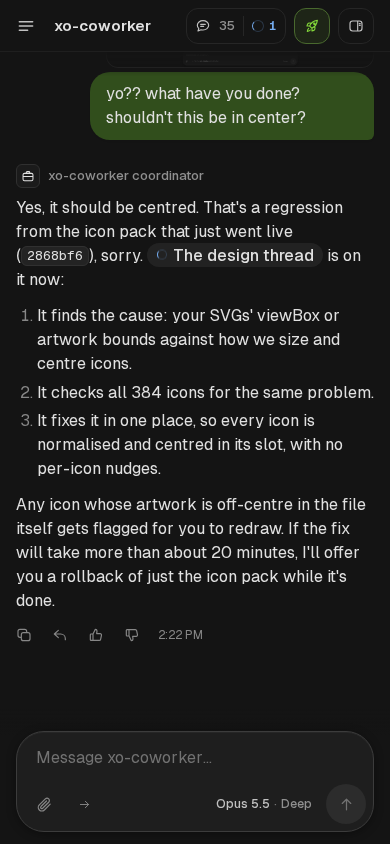 xo-coworker
35
1
yo?? what have you done?
shouldn't this be in center?
xo-coworker coordinator
Yes, it should be centred. That's a regression
from the icon pack that just went live
(2868bf6), sorry. The design thread is on
it now:
1. It finds the cause: your SVGs' viewBox or
artwork bounds against how we size and
centre icons.
2. It checks all 384 icons for the same problem.
3. It fixes it in one place, so every icon is
normalised and centred in its slot, with no
per-icon nudges.
Any icon whose artwork is off-centre in the file
itself gets flagged for you to redraw. If the fix
will take more than about 20 minutes, I'll offer
you a rollback of just the icon pack while it's
done.
2:22 PM
Message xo-coworker...
Opus 5.5 · Deep